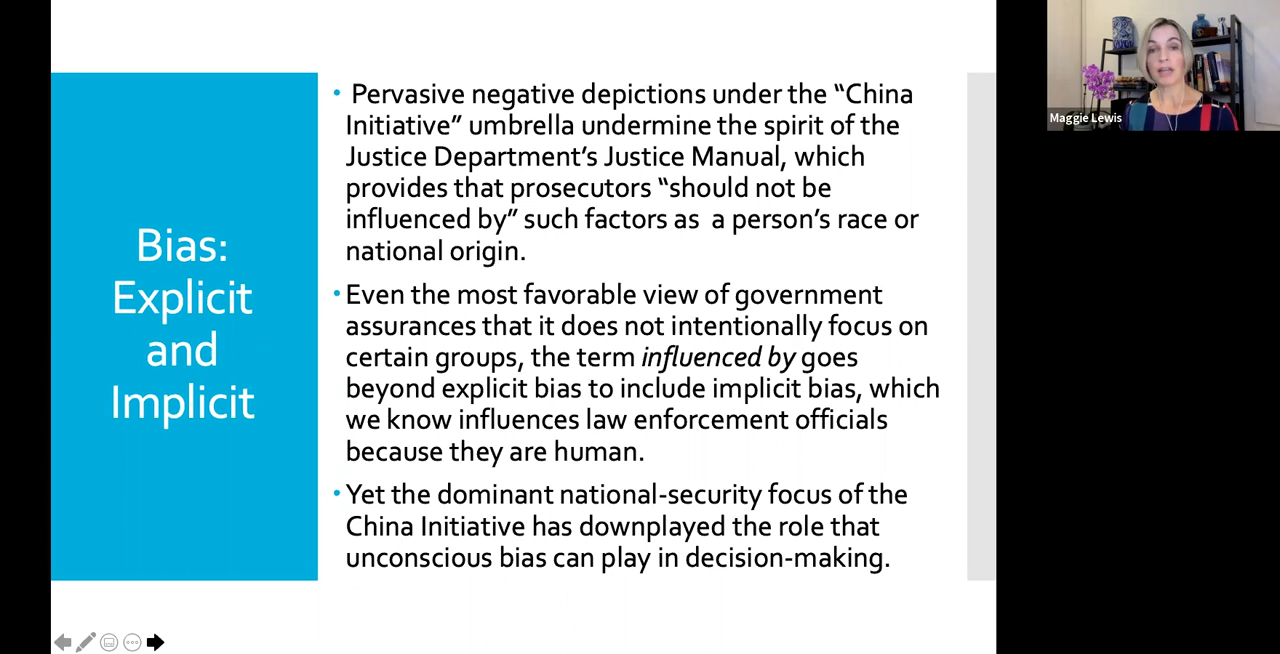 Bias:
Explicit
and
Implicit
• Pervasive negative depictions under the “China
Initiative” umbrella undermine the spirit of the
Justice Department’s Justice Manual, which
provides that prosecutors “should not be
influenced by” such factors as  a person’s race or
national origin.
• Even the most favorable view of government
assurances that it does not intentionally focus on
certain groups, the term influenced by goes
beyond explicit bias to include implicit bias, which
we know influences law enforcement officials
because they are human.
• Yet the dominant national-security focus of the
China Initiative has downplayed the role that
unconscious bias can play in decision-making.
Maggie Lewis